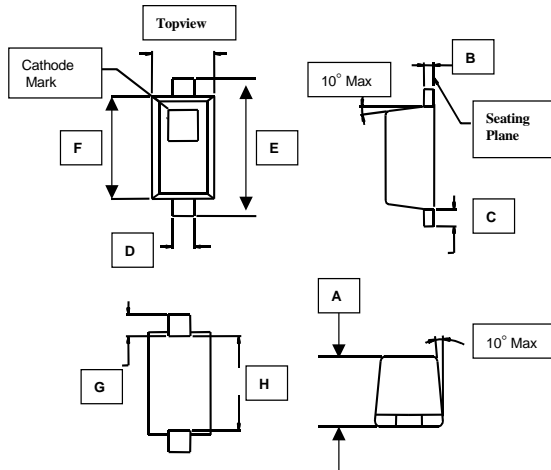 Topview
Cathode
Mark
F
E
D
B
10° Max
Seating
Plane
C
G
H
A
10° Max